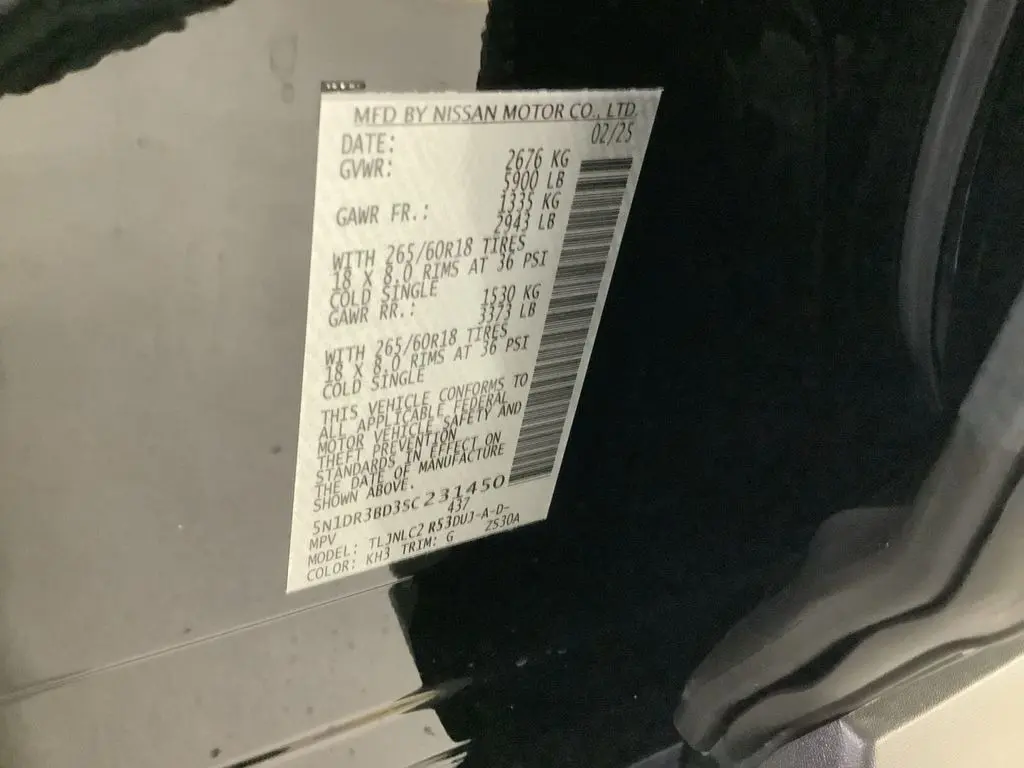 MFD BY NISSAN MOTOR CO., LTD.
DATE: 02/25
GVWR: 2676 KG
5900 LB
GAWR FR.: 1335 KG
2943 LB
WITH 265/60R18 TIRES
18 X 8.0 RIMS AT 36 PSI
COLD SINGLE
GAWR RR.: 1530 KG
3373 LB
WITH 265/60R18 TIRES
18 X 8.0 RIMS AT 36 PSI
COLD SINGLE
THIS VEHICLE CONFORMS TO
ALL APPLICABLE FEDERAL
MOTOR VEHICLE SAFETY AND
THEFT PREVENTION
STANDARDS IN EFFECT ON
THE DATE OF MANUFACTURE
SHOWN ABOVE.
5N1DR3BD3SC231450
MPV 437
MODEL: TLJNLC2 R53DUJ-A-D-
COLOR: KH3 TRIM: G ZS30A